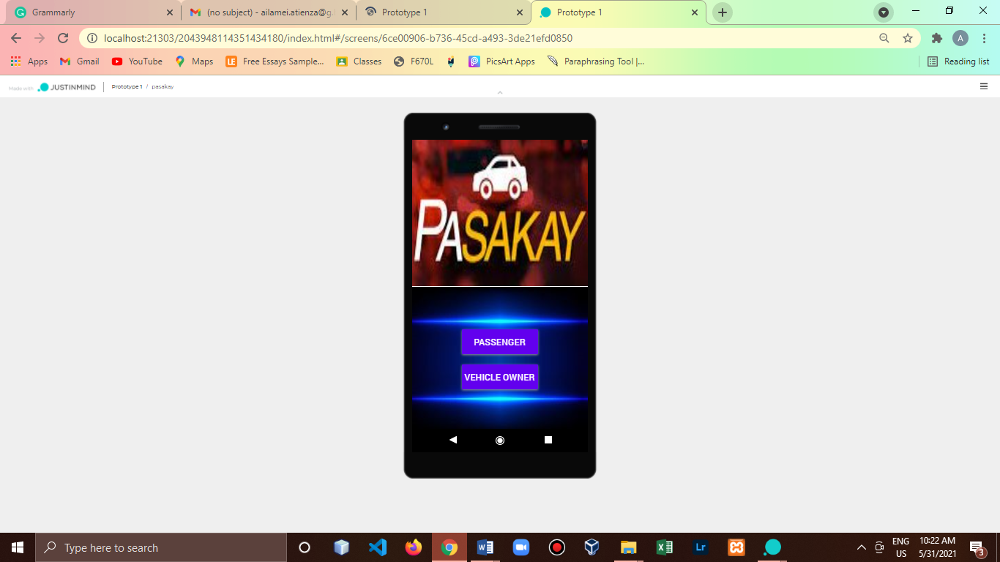 Grammarly
(no subject) - ailamei.atienza@g.
Prototype 1
Prototype 1
localhost:21303/2043948114351434180/index.html#/screens/6ce00906-b736-45cd-a493-3de21efd0850
A
Apps
Gmail
YouTube
Maps
LE
Free Essays Sample...
Classes
F670L
PicsArt Apps
Paraphrasing Tool |...
Reading list
Made with JUSTINMIND
Prototype 1 / pasakay
PASAKAY
PASSENGER
VEHICLE OWNER
Type here to search
Lr
ENG
US
10:22 AM
5/31/2021
3